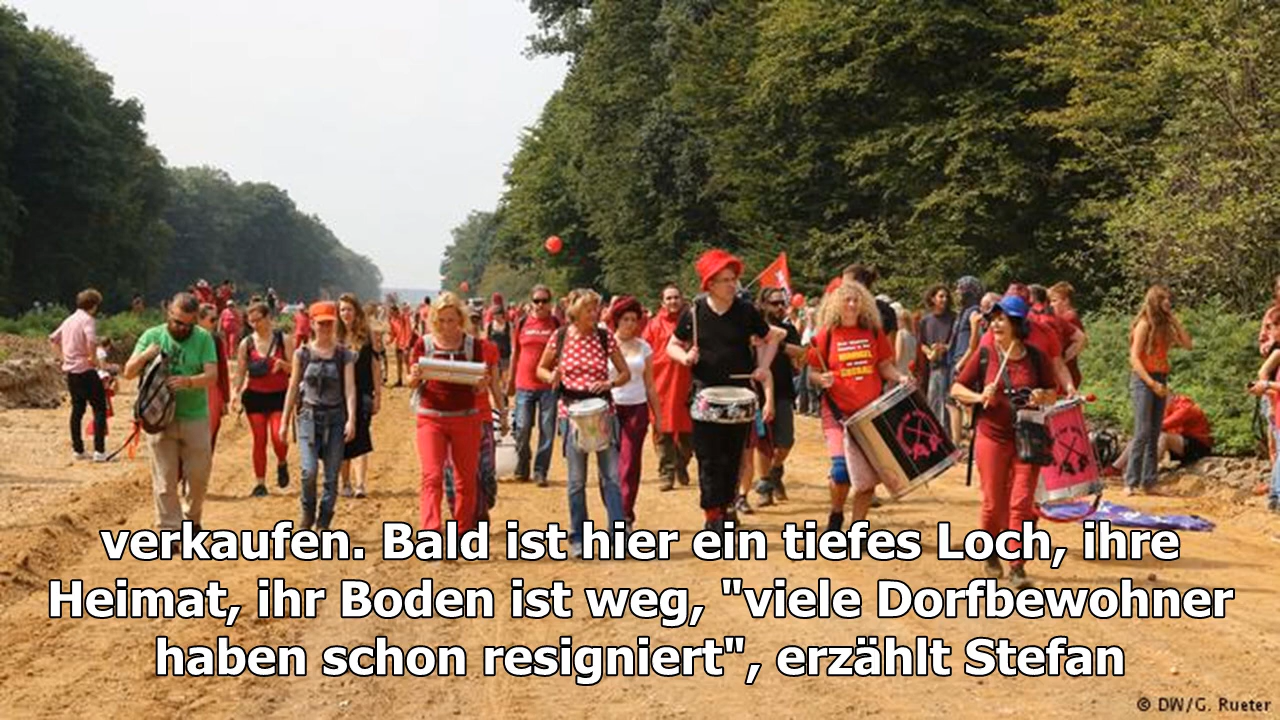 verkaufen. Bald ist hier ein tiefes Loch, ihre
Heimat, ihr Boden ist weg, "viele Dorfbewohner
haben schon resigniert", erzählt Stefan
© DW/G. Rueter